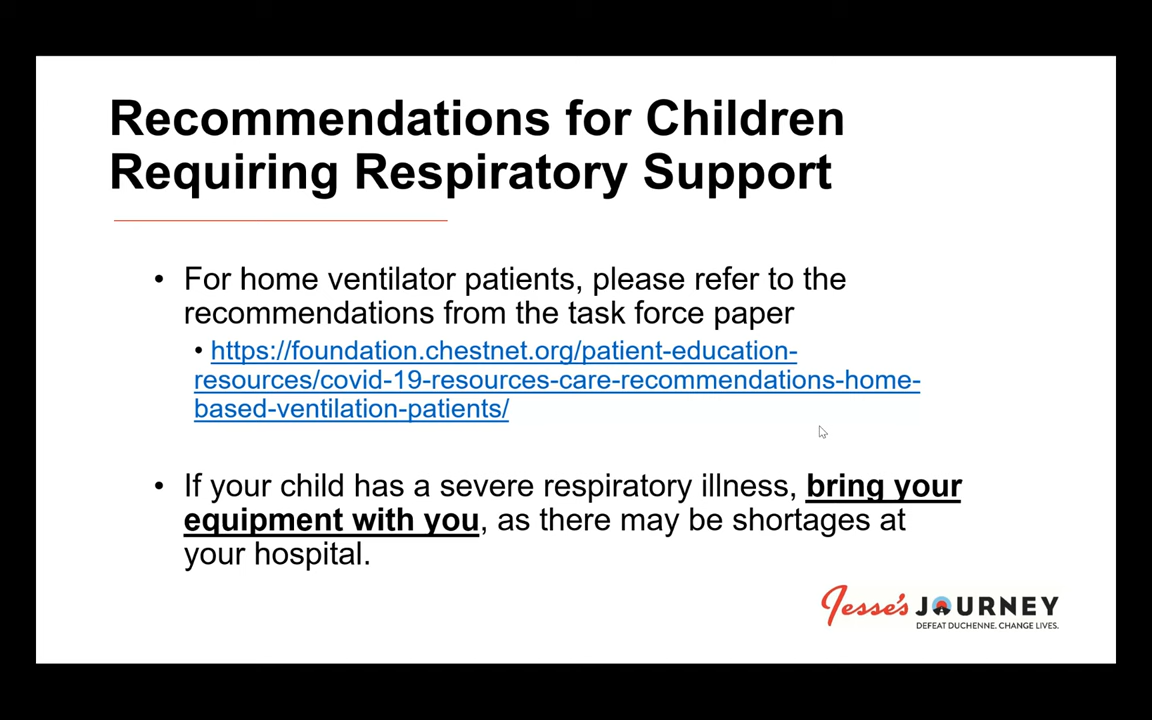 Recommendations for Children
Requiring Respiratory Support
• For home ventilator patients, please refer to the
recommendations from the task force paper
• https://foundation.chestnet.org/patient-education-
resources/covid-19-resources-care-recommendations-home-
based-ventilation-patients/
• If your child has a severe respiratory illness, bring your
equipment with you, as there may be shortages at
your hospital.
Jesse's JOURNEY
DEFEAT DUCHENNE. CHANGE LIVES.